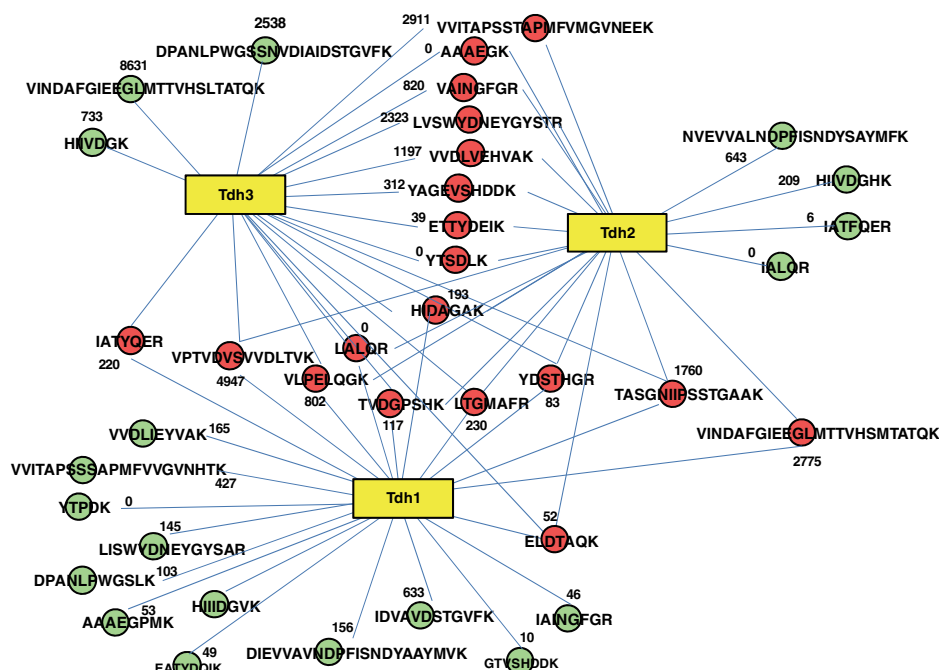 2911
VVITAPSSTAPMFVMGVNEEK
2538
DPANLPWGSSNVDIAIDSTGVFK
0
AAAEGK
8631
VINDAFGIEEGLMTTVHSLTATQK
820
VAINGFGR
733
HIIVDGK
2323
LVSWYDNEYGYSTR
NVEVVALNDPFISNDYSAYMFK
643
1197
VVDLVEHVAK
209
HIIVDGHK
Tdh3
312
YAGEVSHDDK
39
ETTYDEIK
Tdh2
6
IATFQER
0
YTSDLK
0
IALQR
193
HIDAGAK
IATYQER
220
VPTVDVSVVDLTVK
4947
0
LALQR
VLPELQGK
802
YDSTHGR
83
1760
TASGNIIPSSTGAAK
TVDGPSHK
117
LTGMAFR
230
VINDAFGIEEGLMTTVHSMTATQK
2775
VVDLIEYVAK
165
VVITAPSSSAPMFVVGVNHTK
427
YTPDK
0
Tdh1
145
LISWYDNEYGYSAR
52
ELDTAQK
DPANLPWGSLK
103
AAAEGPMK
53
HIIIDGVK
633
IDVAVDSTGVFK
46
IAINGFGR
49
156
DIEVVAVNDPFISNDYAAYMVK
10
GTVSHDDK